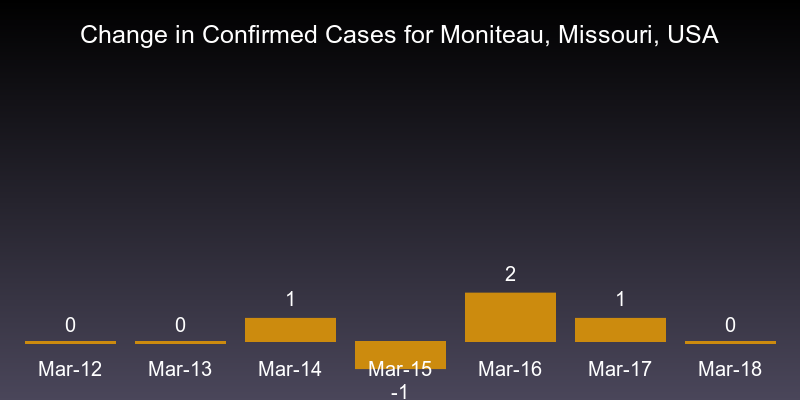 Change in Confirmed Cases for Moniteau, Missouri, USA
2
1 1
0 0 0
Mar-12 Mar-13 Mar-14 Mar-15 Mar-16 Mar-17 Mar-18
-1